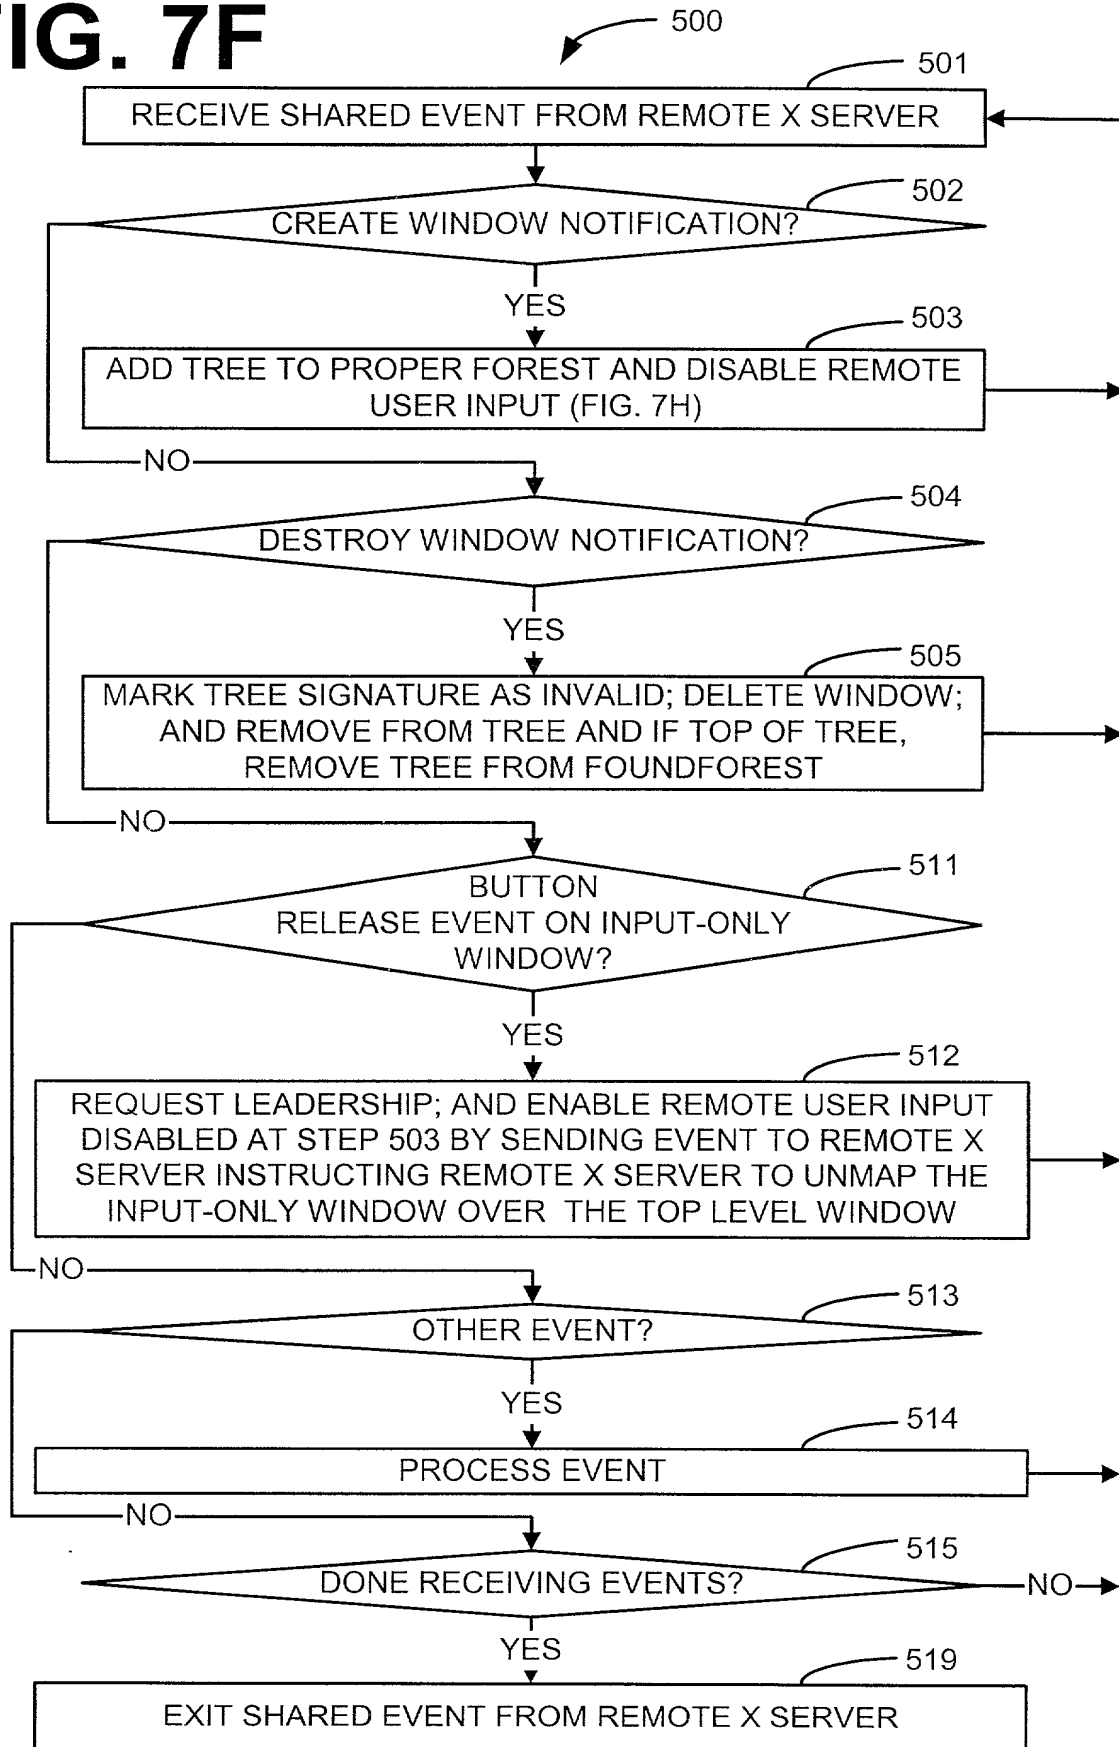 FIG. 7F
500
501
RECEIVE SHARED EVENT FROM REMOTE X SERVER
502
CREATE WINDOW NOTIFICATION?
YES
503
ADD TREE TO PROPER FOREST AND DISABLE REMOTE
USER INPUT (FIG. 7H)
NO
504
DESTROY WINDOW NOTIFICATION?
YES
505
MARK TREE SIGNATURE AS INVALID; DELETE WINDOW;
AND REMOVE FROM TREE AND IF TOP OF TREE,
REMOVE TREE FROM FOUNDFOREST
NO
511
BUTTON
RELEASE EVENT ON INPUT-ONLY
WINDOW?
YES
512
REQUEST LEADERSHIP; AND ENABLE REMOTE USER INPUT
DISABLED AT STEP 503 BY SENDING EVENT TO REMOTE X
SERVER INSTRUCTING REMOTE X SERVER TO UNMAP THE
INPUT-ONLY WINDOW OVER THE TOP LEVEL WINDOW
NO
513
OTHER EVENT?
YES
514
PROCESS EVENT
NO
515
DONE RECEIVING EVENTS?
NO
YES
519
EXIT SHARED EVENT FROM REMOTE X SERVER